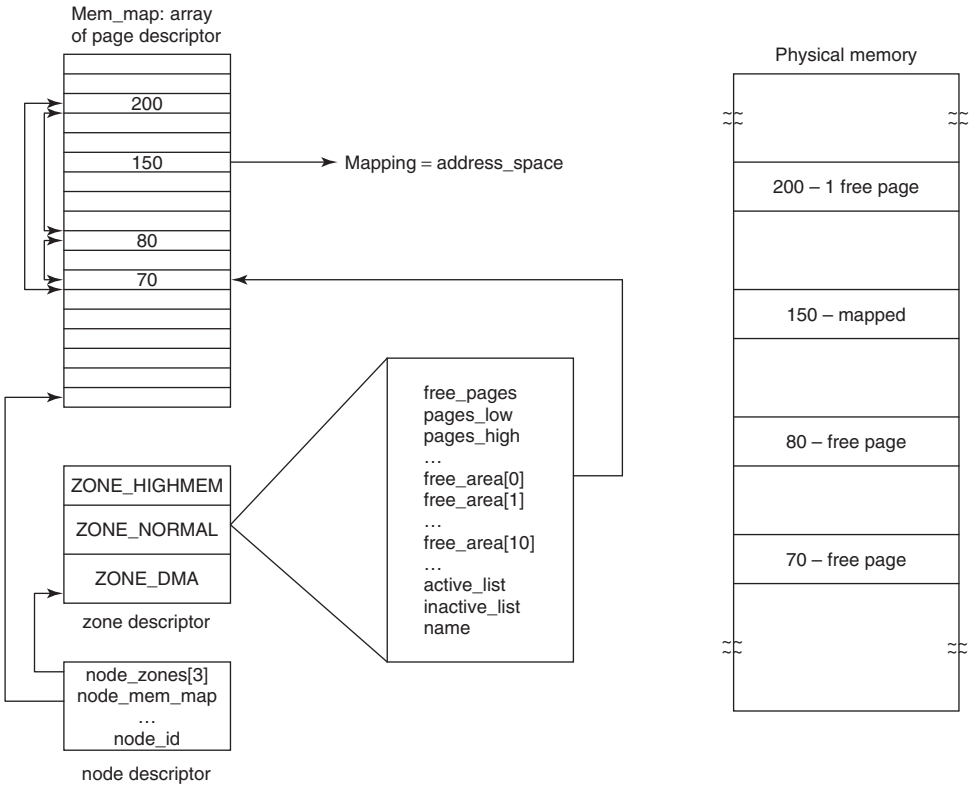 Mem_map: array
of page descriptor
200
150
80
70
Mapping = address_space
free_pages
pages_low
pages_high
…
free_area[0]
free_area[1]
…
free_area[10]
…
active_list
inactive_list
name
ZONE_HIGHMEM
ZONE_NORMAL
ZONE_DMA
zone descriptor
node_zones[3]
node_mem_map
…
node_id
node descriptor
Physical memory
200 – 1 free page
150 – mapped
80 – free page
70 – free page